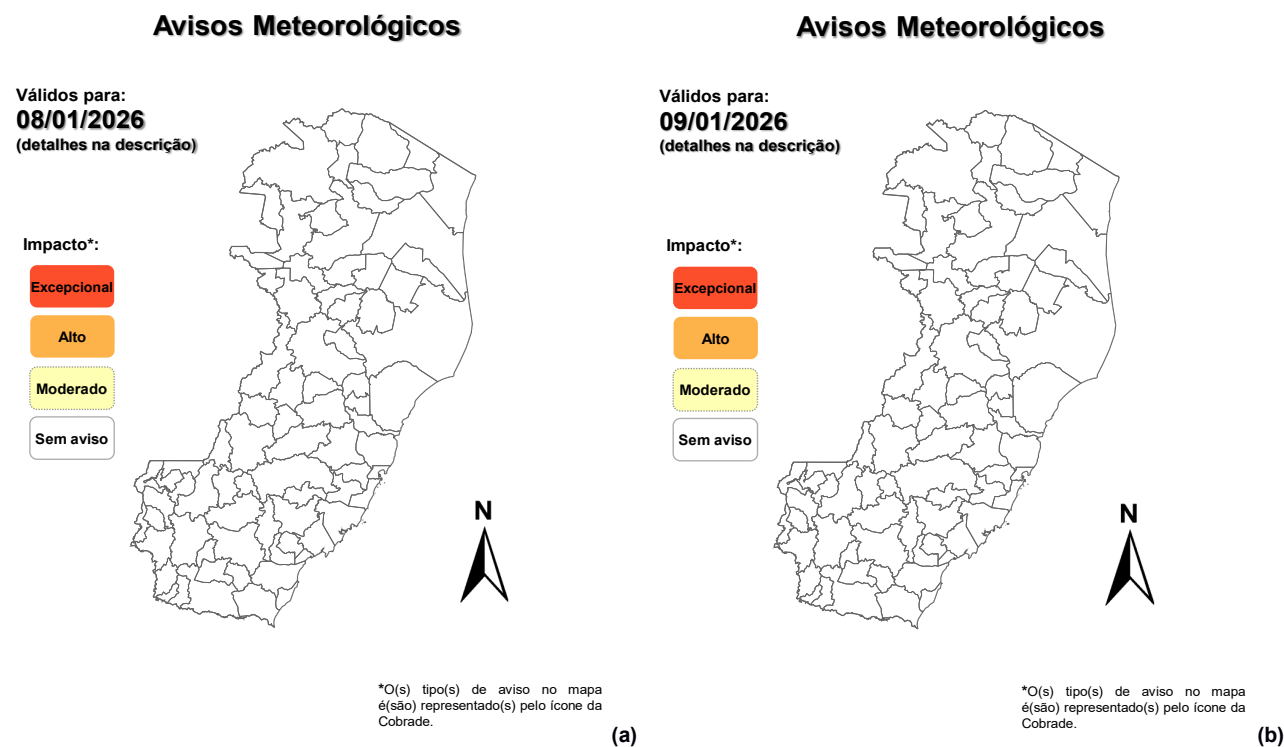 Avisos Meteorológicos
Válidos para:
08/01/2026
(detalhes na descrição)
Impacto*:
Excepcional
Alto
Moderado
Sem aviso
N
*O(s) tipo(s) de aviso no mapa
é(são) representado(s) pelo ícone da
Cobrade.
(a)
Avisos Meteorológicos
Válidos para:
09/01/2026
(detalhes na descrição)
Impacto*:
Excepcional
Alto
Moderado
Sem aviso
N
*O(s) tipo(s) de aviso no mapa
é(são) representado(s) pelo ícone da
Cobrade.
(b)